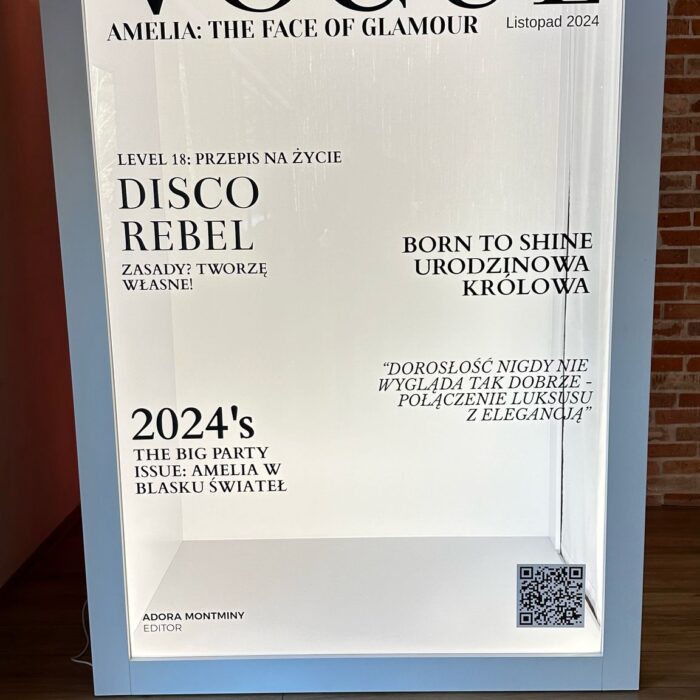 VOGUE
AMELIA: THE FACE OF GLAMOUR
Listopad 2024
LEVEL 18: PRZEPIS NA ŻYCIE
DISCO
REBEL
ZASADY? TWORZĘ
WŁASNE!
BORN TO SHINE
URODZINOWA
KRÓLOWA
“DOROSŁOŚĆ NIGDY NIE
WYGLĄDA TAK DOBRZE -
POŁĄCZENIE LUKSUSU
Z ELEGANCJĄ”
2024's
THE BIG PARTY
ISSUE: AMELIA W
BLASKU ŚWIATEŁ
ADORA MONTMINY
EDITOR